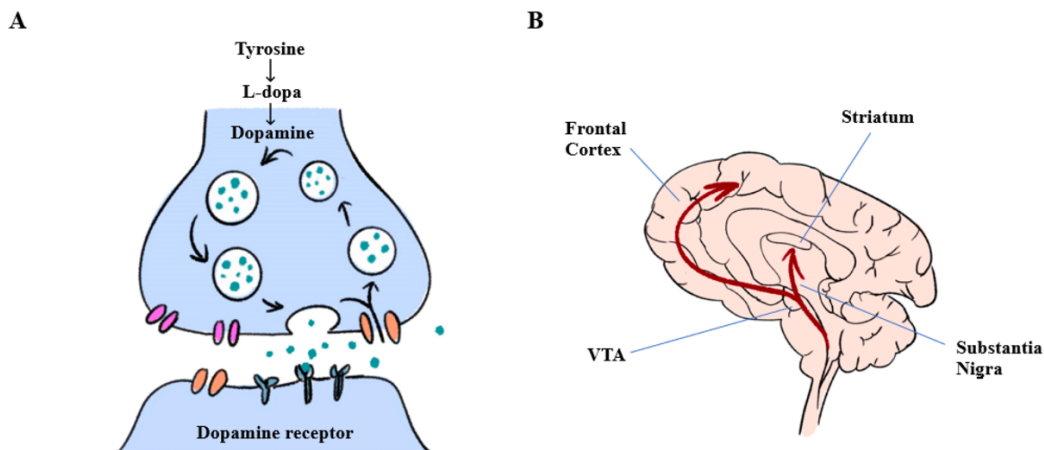 A
Tyrosine
L-dopa
Dopamine
Dopamine receptor
B
Frontal
Cortex
Striatum
VTA
Substantia
Nigra